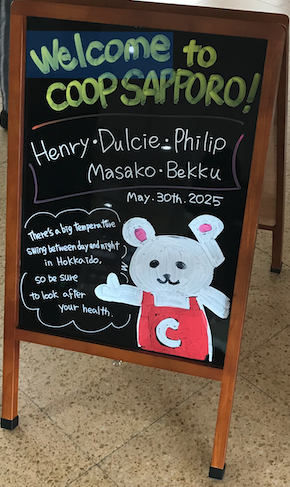 Welcome to
COOP SAPPORO!
Henry・Dulcie・Philip
Masako・Bekku
May. 30th. 2025
There's a big temperature
swing between day and night
in Hokkaido,
so be sure
to look after
your health.
C